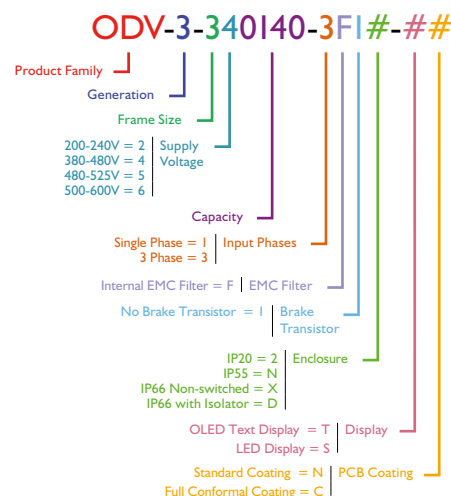 ODV-3-340140-3F1#-##
Product Family
Generation
Frame Size
200-240V = 2 Supply
380-480V = 4 Voltage
480-525V = 5
500-600V = 6
Capacity
Single Phase = 1 Input Phases
3 Phase = 3
Internal EMC Filter = F EMC Filter
No Brake Transistor = 1 Brake
Transistor
IP20 = 2 Enclosure
IP55 = N
IP66 Non-switched = X
IP66 with Isolator = D
OLED Text Display = T Display
LED Display = S
Standard Coating = N PCB Coating
Full Conformal Coating = C